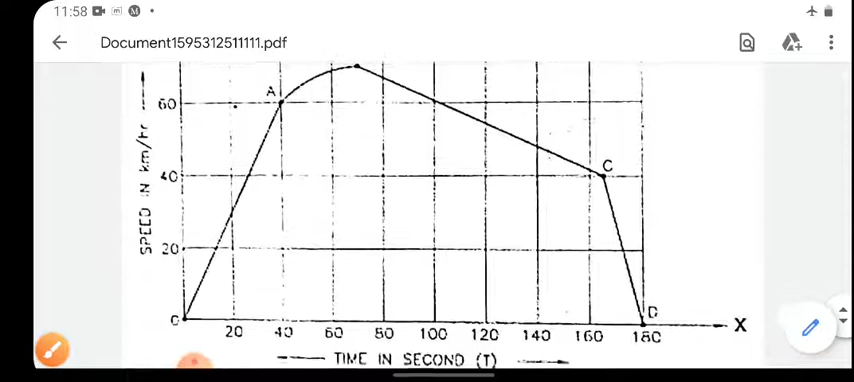 11:58
Document1595312511111.pdf
A
60
40
20
O
C
D
20 40 60 80 100 120 140 160 180
X
SPEED IN km/hr
TIME IN SECOND (T)